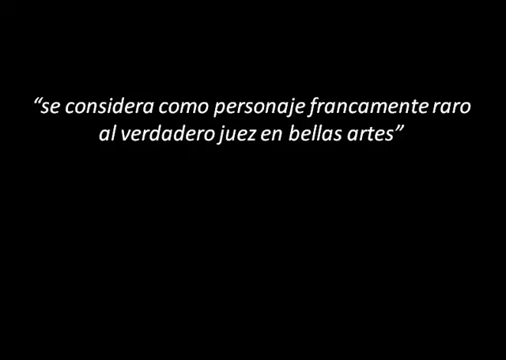 “se considera como personaje francamente raro
al verdadero juez en bellas artes”